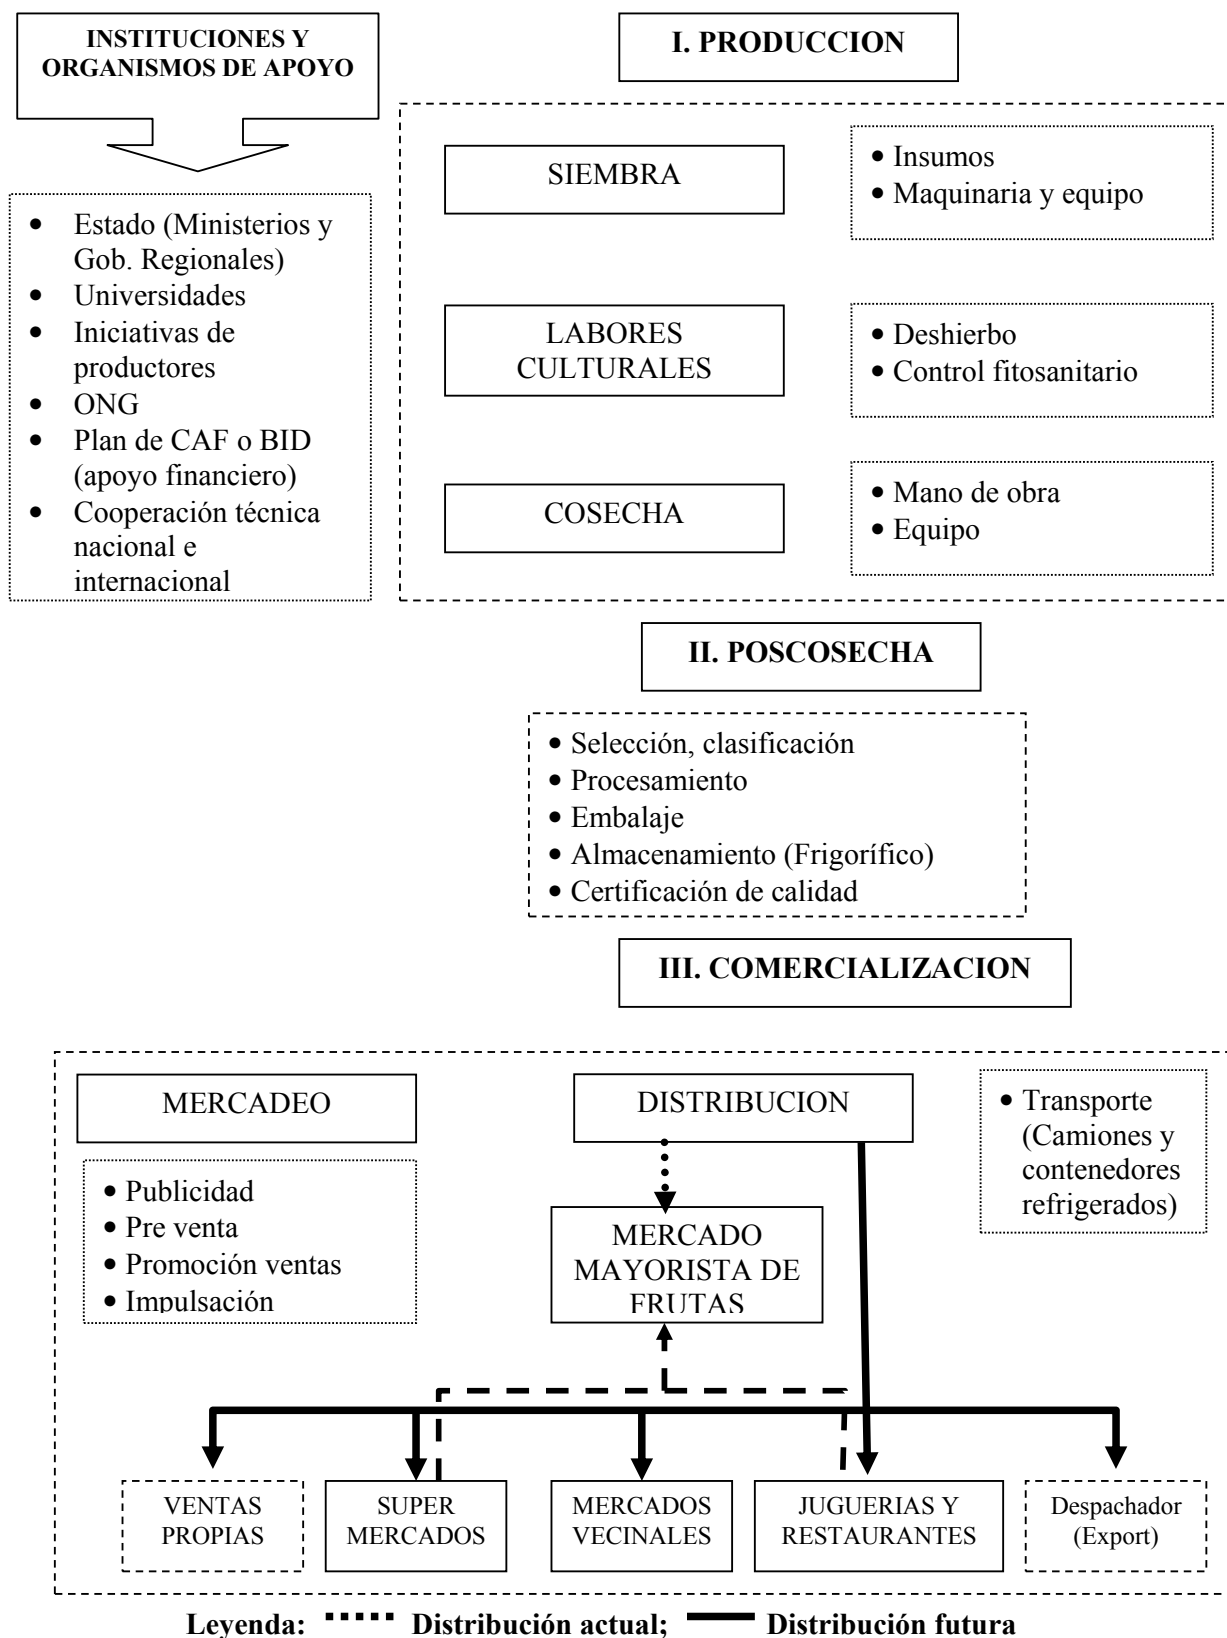 INSTITUCIONES Y
ORGANISMOS DE APOYO
• Estado (Ministerios y
Gob. Regionales)
• Universidades
• Iniciativas de
productores
• ONG
• Plan de CAF o BID
(apoyo financiero)
• Cooperación técnica
nacional e
internacional
I. PRODUCCION
SIEMBRA
• Insumos
• Maquinaria y equipo
LABORES
CULTURALES
• Deshierbo
• Control fitosanitario
COSECHA
• Mano de obra
• Equipo
II. POSCOSECHA
• Selección, clasificación
• Procesamiento
• Embalaje
• Almacenamiento (Frigorífico)
• Certificación de calidad
III. COMERCIALIZACION
MERCADEO
• Publicidad
• Pre venta
• Promoción ventas
• Impulsación
DISTRIBUCION
• Transporte
(Camiones y
contenedores
refrigerados)
MERCADO
MAYORISTA DE
FRUTAS
VENTAS
PROPIAS
SUPER
MERCADOS
MERCADOS
VECINALES
JUGUERIAS Y
RESTAURANTES
Despachador
(Export)
Leyenda: Distribución actual; Distribución futura